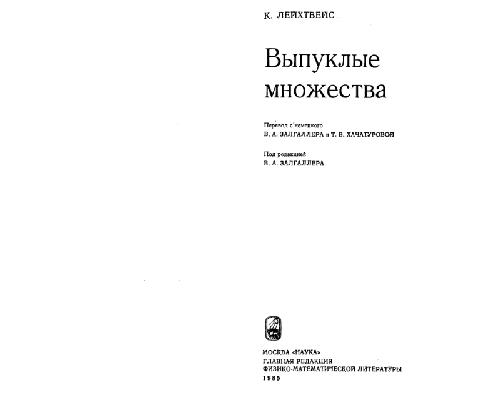 К. ЛЕЙХТВЕЙС
Выпуклые
множества
Перевод с немецкого
В. А. ЗАЛГАЛЛЕРА и Т. В. ХАЧАТУРОВОЙ
Под редакцией
В. А. ЗАЛГАЛЛЕРА
МОСКВА «НАУКА»
ГЛАВНАЯ РЕДАКЦИЯ
ФИЗИКО-МАТЕМАТИЧЕСКОЙ ЛИТЕРАТУРЫ
1985